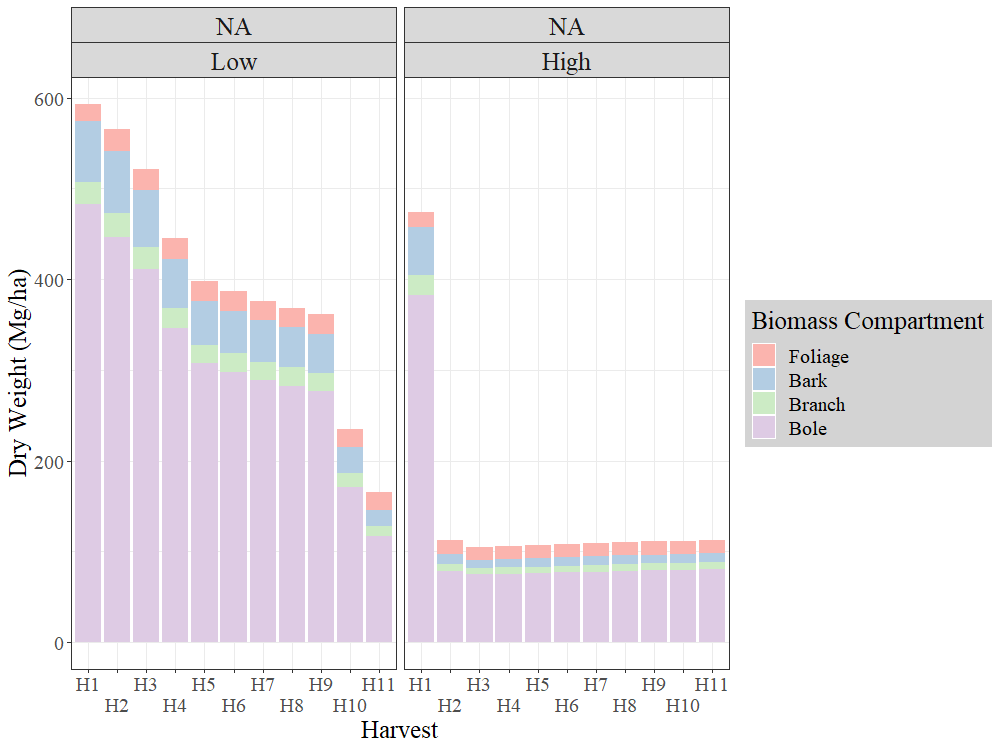 NA
NA
Low
High
Dry Weight (Mg/ha)
600
400
200
0
H1 H3 H5 H7 H9 H11
H2 H4 H6 H8 H10
H1 H3 H5 H7 H9 H11
H2 H4 H6 H8 H10
Harvest
Biomass Compartment
Foliage
Bark
Branch
Bole